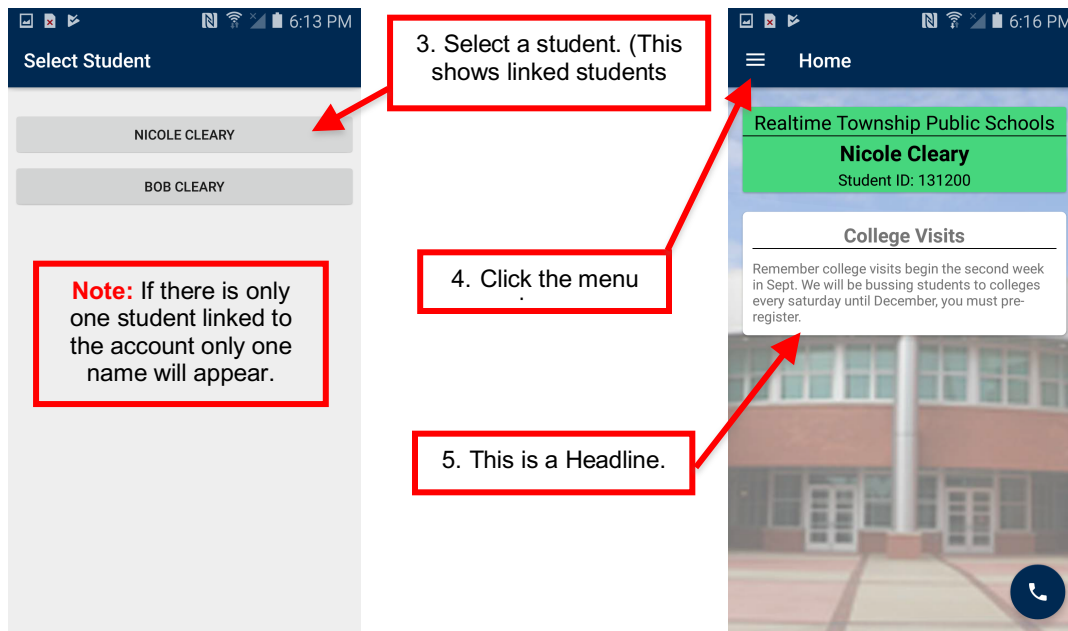 6:13 PM
Select Student
NICOLE CLEARY
BOB CLEARY
Note: If there is only
one student linked to
the account only one
name will appear.
3. Select a student. (This
shows linked students
4. Click the menu
5. This is a Headline.
6:16 PM
Home
Realtime Township Public Schools
Nicole Cleary
Student ID: 131200
College Visits
Remember college visits begin the second week
in Sept. We will be bussing students to colleges
every saturday until December, you must pre-
register.